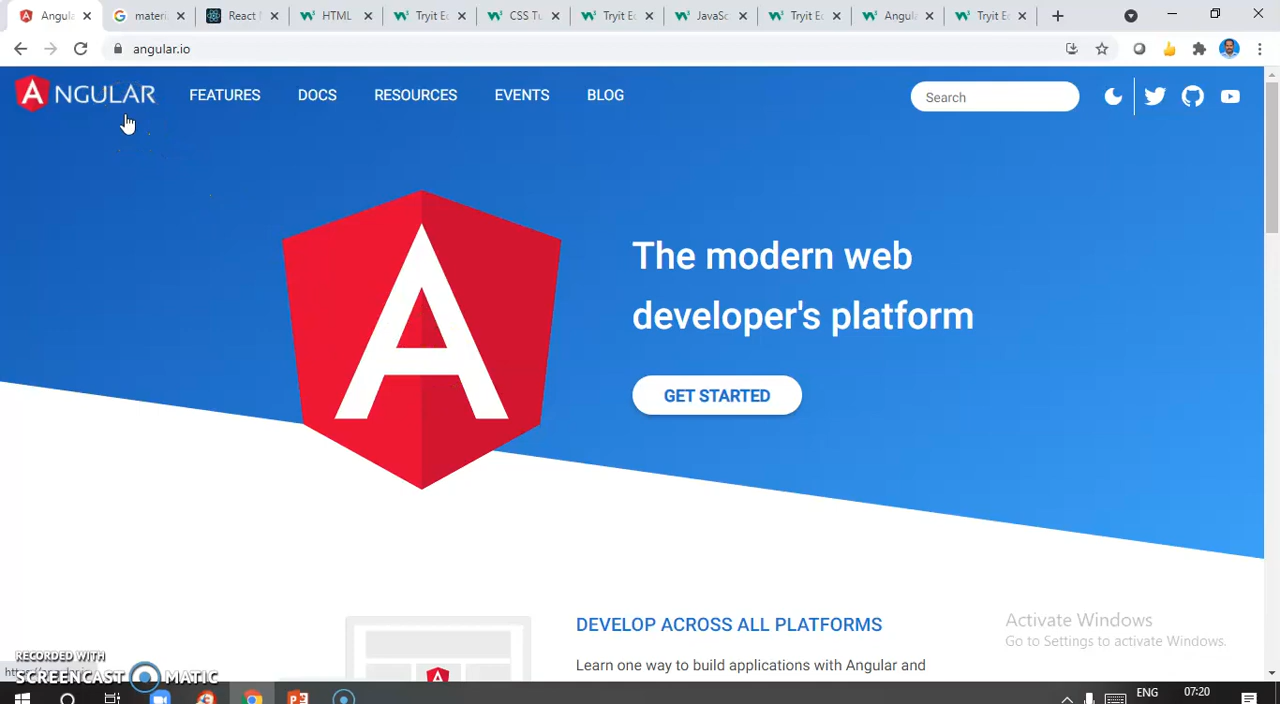 Angula
materi
React
HTML
Tryit E
CSS Tu
Tryit E
JavaSc
Tryit E
Angul
Tryit E
angular.io
ANGULAR
FEATURES
DOCS
RESOURCES
EVENTS
BLOG
Search
A
The modern web
developer's platform
GET STARTED
DEVELOP ACROSS ALL PLATFORMS
Learn one way to build applications with Angular and
Activate Windows
Go to Settings to activate Windows.
RECORDED WITH
SCREENCAST MATIC
ENG
07:20